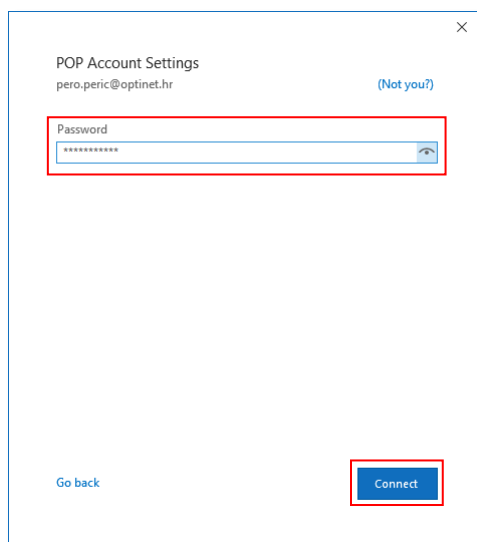 POP Account Settings
pero.peric@optinet.hr
(Not you?)
Password
***********
Go back
Connect